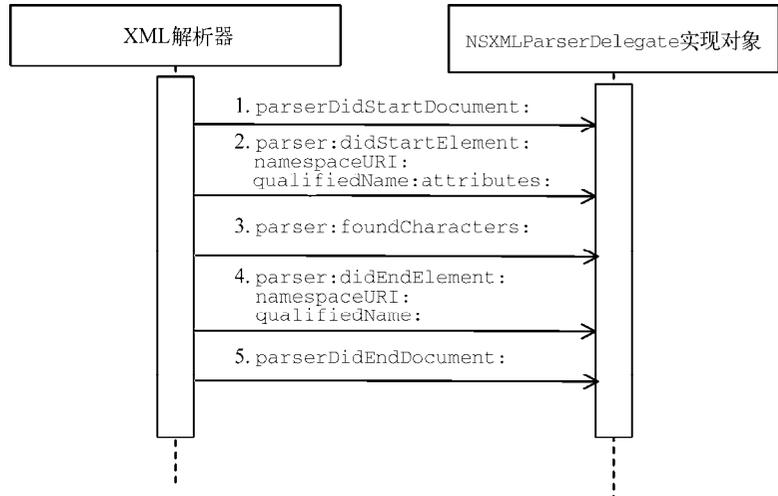 XML解析器
NSXMLParserDelegate实现对象
1. parserDidStartDocument:
2. parser:didStartElement:
namespaceURI:
qualifiedName:attributes:
3. parser:foundCharacters:
4. parser:didEndElement:
namespaceURI:
qualifiedName:
5. parserDidEndDocument: